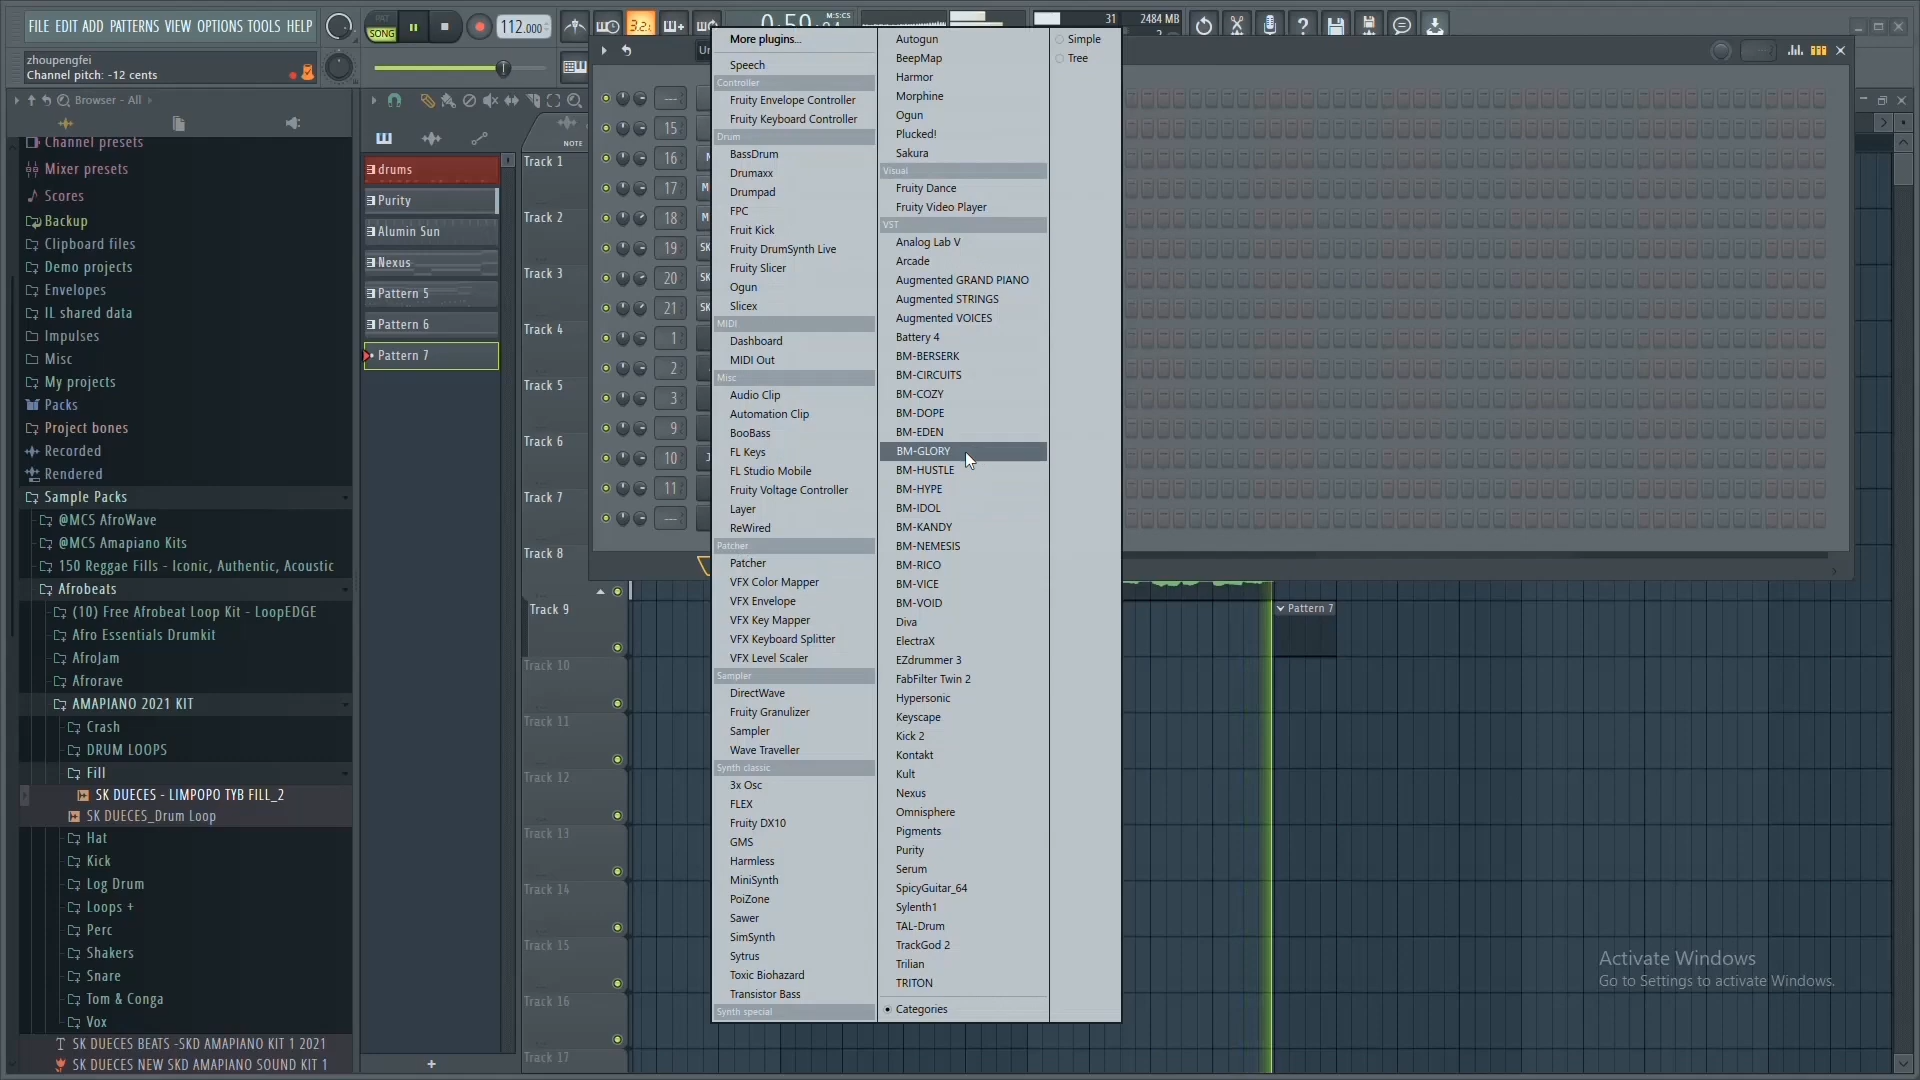 FILE EDIT ADD PATTERNS VIEW OPTIONS TOOLS HELP
PAT
SONG
112.000
3.2.
M:S:CS
31
2484 MB
zhoupengfei
Channel pitch: -12 cents
Browser - All
Channel presets
Mixer presets
Scores
Backup
Clipboard files
Demo projects
Envelopes
IL shared data
Impulses
Misc
My projects
Packs
Project bones
Recorded
Rendered
Sample Packs
@MCS AfroWave
@MCS Amapiano Kits
150 Reggae Fills - Iconic, Authentic, Acoustic
Afrobeats
(10) Free Afrobeat Loop Kit - LoopEDGE
Afro Essentials Drumkit
AfroJam
Afrorave
AMAPIANO 2021 KIT
Crash
DRUM LOOPS
Fill
SK DUECES - LIMPOPO TYB FILL_2
SK DUECES_Drum Loop
Hat
Kick
Log Drum
Loops +
Perc
Shakers
Snare
Tom & Conga
Vox
SK DUECES BEATS -SKD AMAPIANO KIT 1 2021
SK DUECES NEW SKD AMAPIANO SOUND KIT 1
drums
Purity
Alumin Sun
Nexus
Pattern 5
Pattern 6
Pattern 7
+
NOTE
Track 1
Track 2
Track 3
Track 4
Track 5
Track 6
Track 7
Track 8
Track 9
Track 10
Track 11
Track 12
Track 13
Track 14
Track 15
Track 16
Track 17
---
15
16
17
18
19
20
21
1
2
3
9
10
11
---
More plugins...
Speech
Controller
Fruity Envelope Controller
Fruity Keyboard Controller
Drum
BassDrum
Drumaxx
Drumpad
FPC
Fruit Kick
Fruity DrumSynth Live
Fruity Slicer
Ogun
Slicex
MIDI
Dashboard
MIDI Out
Misc
Audio Clip
Automation Clip
BooBass
FL Keys
FL Studio Mobile
Fruity Voltage Controller
Layer
ReWired
Patcher
Patcher
VFX Color Mapper
VFX Envelope
VFX Key Mapper
VFX Keyboard Splitter
VFX Level Scaler
Sampler
DirectWave
Fruity Granulizer
Sampler
Wave Traveller
Synth classic
3x Osc
FLEX
Fruity DX10
GMS
Harmless
MiniSynth
PoiZone
Sawer
SimSynth
Sytrus
Toxic Biohazard
Transistor Bass
Synth special
Autogun
BeepMap
Harmor
Morphine
Ogun
Plucked!
Sakura
Visual
Fruity Dance
Fruity Video Player
VST
Analog Lab V
Arcade
Augmented GRAND PIANO
Augmented STRINGS
Augmented VOICES
Battery 4
BM-BERSERK
BM-CIRCUITS
BM-COZY
BM-DOPE
BM-EDEN
BM-GLORY
BM-HUSTLE
BM-HYPE
BM-IDOL
BM-KANDY
BM-NEMESIS
BM-RICO
BM-VICE
BM-VOID
Diva
ElectraX
EZdrummer 3
FabFilter Twin 2
Hypersonic
Keyscape
Kick 2
Kontakt
Kult
Nexus
Omnisphere
Pigments
Purity
Serum
SpicyGuitar_64
Sylenth1
TAL-Drum
TrackGod 2
Trilian
TRITON
Categories
Simple
Tree
Pattern 7
Activate Windows
Go to Settings to activate Windows.